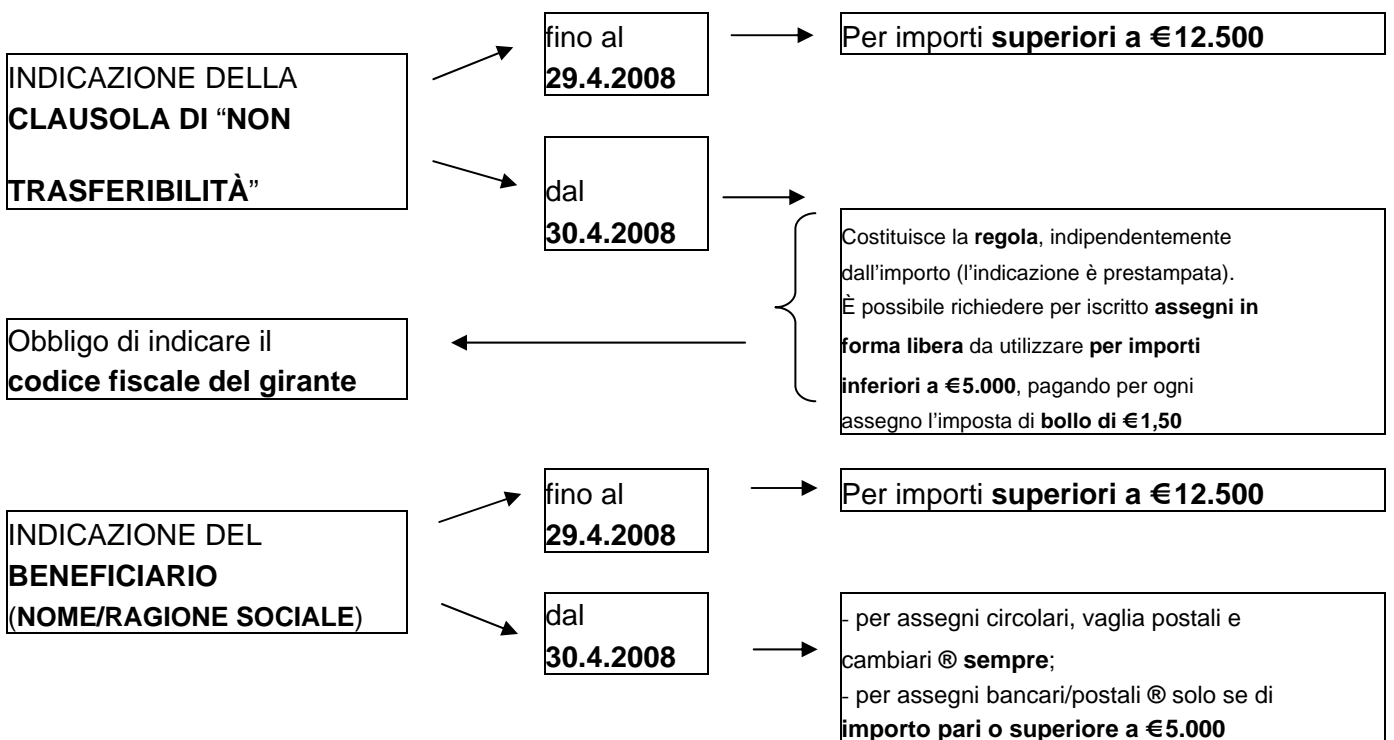 INDICAZIONE DELLA
CLAUSOLA DI “NON
TRASFERIBILITÀ”
fino al
29.4.2008
Per importi superiori a €12.500
dal
30.4.2008
Costituisce la regola, indipendentemente
dall’importo (l’indicazione è prestampata).
È possibile richiedere per iscritto assegni in
forma libera da utilizzare per importi
inferiori a €5.000, pagando per ogni
assegno l’imposta di bollo di €1,50
Obbligo di indicare il
codice fiscale del girante
INDICAZIONE DEL
BENEFICIARIO
(NOME/RAGIONE SOCIALE)
fino al
29.4.2008
Per importi superiori a €12.500
dal
30.4.2008
- per assegni circolari, vaglia postali e
cambiari ® sempre;
- per assegni bancari/postali ® solo se di
importo pari o superiore a €5.000